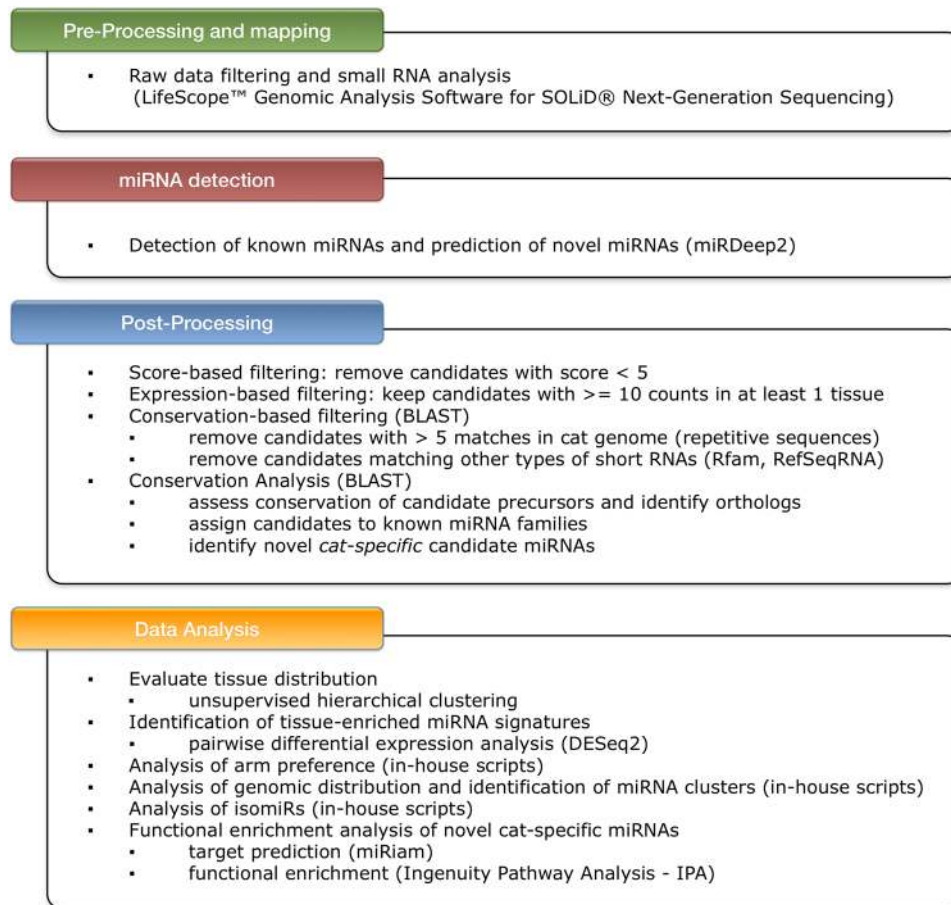 Pre-Processing and mapping
▪ Raw data filtering and small RNA analysis
(LifeScope™ Genomic Analysis Software for SOLiD® Next-Generation Sequencing)
miRNA detection
▪ Detection of known miRNAs and prediction of novel miRNAs (miRDeep2)
Post-Processing
▪ Score-based filtering: remove candidates with score < 5
▪ Expression-based filtering: keep candidates with >= 10 counts in at least 1 tissue
▪ Conservation-based filtering (BLAST)
▪ remove candidates with > 5 matches in cat genome (repetitive sequences)
▪ remove candidates matching other types of short RNAs (Rfam, RefSeqRNA)
▪ Conservation Analysis (BLAST)
▪ assess conservation of candidate precursors and identify orthologs
▪ assign candidates to known miRNA families
▪ identify novel cat-specific candidate miRNAs
Data Analysis
▪ Evaluate tissue distribution
▪ unsupervised hierarchical clustering
▪ Identification of tissue-enriched miRNA signatures
▪ pairwise differential expression analysis (DESeq2)
▪ Analysis of arm preference (in-house scripts)
▪ Analysis of genomic distribution and identification of miRNA clusters (in-house scripts)
▪ Analysis of isomiRs (in-house scripts)
▪ Functional enrichment analysis of novel cat-specific miRNAs
▪ target prediction (miRiam)
▪ functional enrichment (Ingenuity Pathway Analysis - IPA)